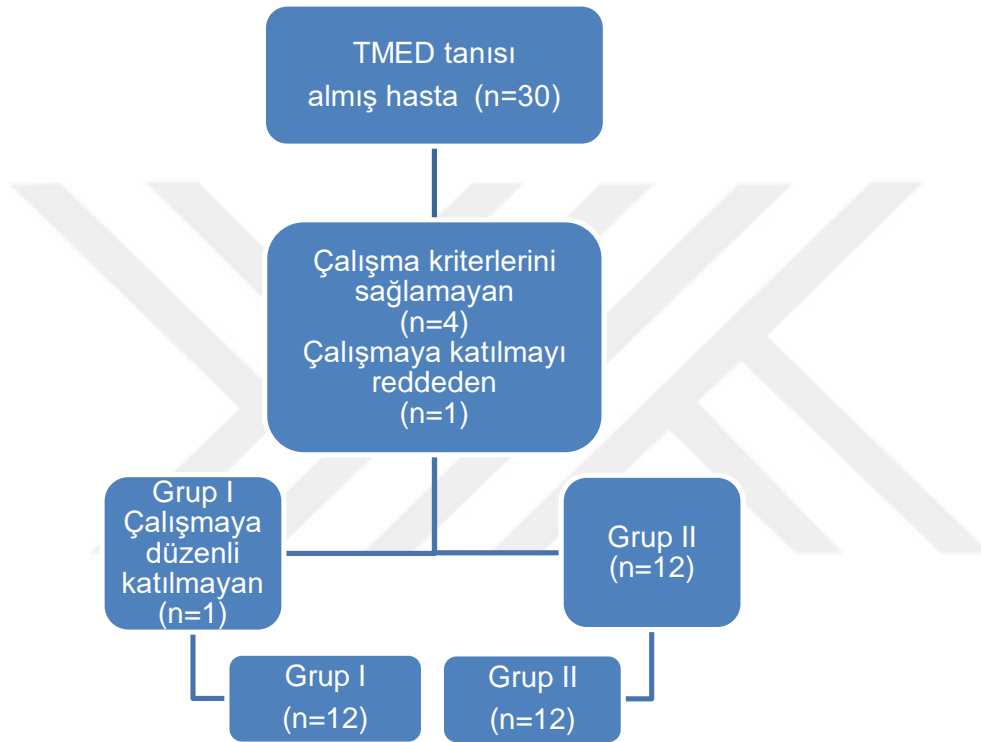 TMED tanısı
almış hasta (n=30)
Çalışma kriterlerini
sağlamayan
(n=4)
Çalışmaya katılmayı
reddeden
(n=1)
Grup I
Çalışmaya
düzenli
katılmayan
(n=1)
Grup II
(n=12)
Grup I
(n=12)
Grup II
(n=12)